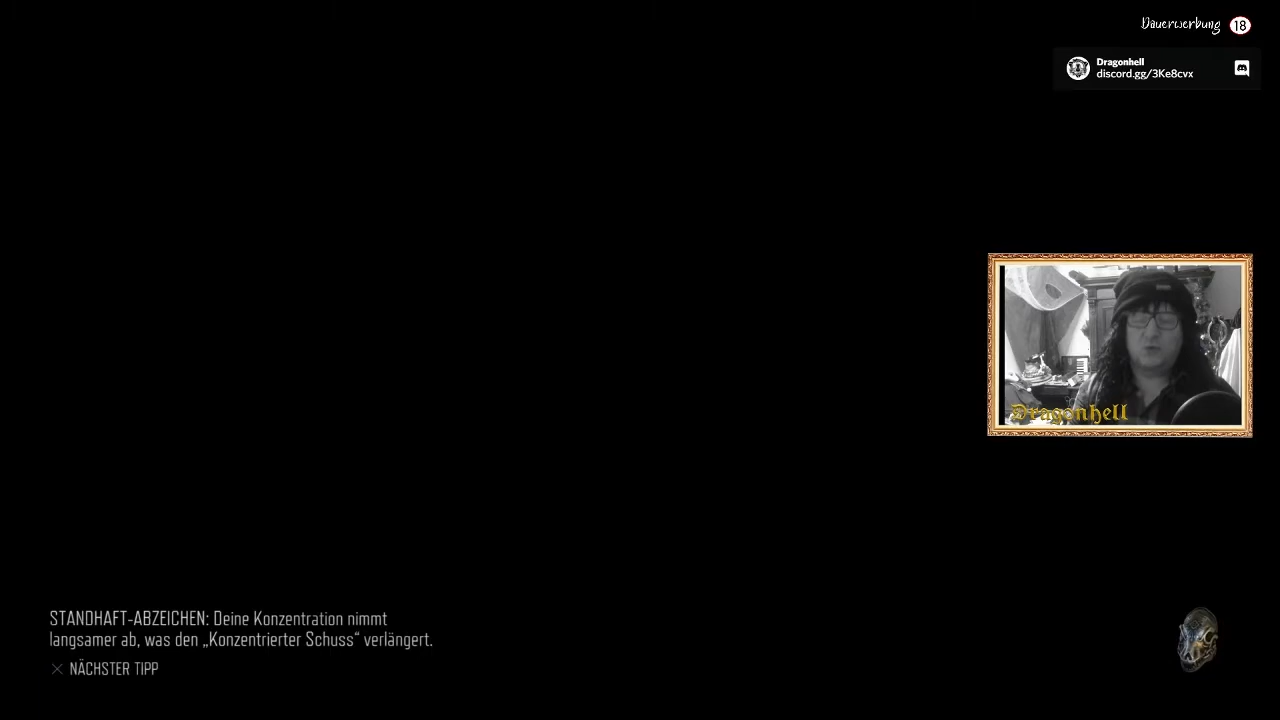 Dauerwerbung 18
Dragonhell
discord.gg/3Ke8cvx
Dragonhell
STANDHAFT-ABZEICHEN: Deine Konzentration nimmt
langsamer ab, was den „Konzentrierter Schuss“ verlängert.
NÄCHSTER TIPP